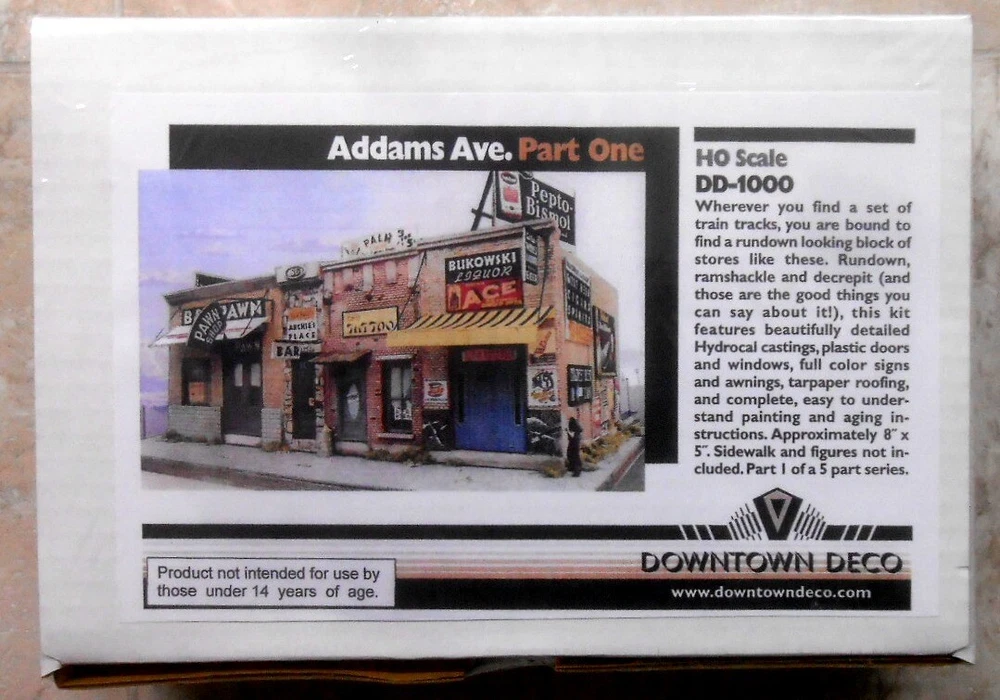 Addams Ave. Part One
HO Scale
DD-1000
Wherever you find a set of
train tracks, you are bound to
find a rundown looking block of
stores like these. Rundown,
ramshackle and decrepit (and
those are the good things you
can say about it!), this kit
features beautifully detailed
Hydrocal castings, plastic doors
and windows, full color signs
and awnings, tarpaper roofing,
and complete, easy to under-
stand painting and aging in-
structions. Approximately 8" x
5". Sidewalk and figures not in-
cluded. Part 1 of a 5 part series.
Pepto-
Bismol
PALM
BUKOWSKI
LIQUOR
ACE
PAWN
PAWN
SHOP
ARCHIE'S
PLACE
BAR
DOWNTOWN DECO
www.downtowndeco.com
Product not intended for use by
those under 14 years of age.